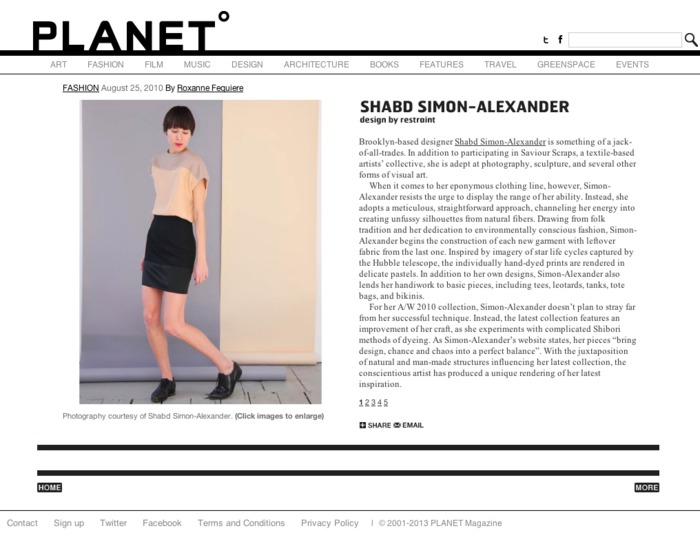 PLANET°
t f
ART FASHION FILM MUSIC DESIGN ARCHITECTURE BOOKS FEATURES TRAVEL GREENSPACE EVENTS
FASHION August 25, 2010 By Roxanne Fequiere
SHABD SIMON-ALEXANDER
design by restraint
Brooklyn-based designer Shabd Simon-Alexander is something of a jack-
of-all-trades. In addition to participating in Saviour Scraps, a textile-based
artists' collective, she is adept at photography, sculpture, and several other
forms of visual art.
When it comes to her eponymous clothing line, however, Simon-
Alexander resists the urge to display the range of her ability. Instead, she
adopts a meticulous, straightforward approach, channeling her energy into
creating unfussy silhouettes from natural fibers. Drawing from folk
tradition and her dedication to environmentally conscious fashion, Simon-
Alexander begins the construction of each new garment with leftover
fabric from the last one. Inspired by imagery of star life cycles captured by
the Hubble telescope, the individually hand-dyed prints are rendered in
delicate pastels. In addition to her own designs, Simon-Alexander also
lends her handiwork to basic pieces, including tees, leotards, tanks, tote
bags, and bikinis.
For her A/W 2010 collection, Simon-Alexander doesn't plan to stray far
from her successful technique. Instead, the latest collection features an
improvement of her craft, as she experiments with complicated Shibori
methods of dyeing. As Simon-Alexander's website states, her pieces “bring
design, chance and chaos into a perfect balance”. With the juxtaposition
of natural and man-made structures influencing her latest collection, the
conscientious artist has produced a unique rendering of her latest
inspiration.
1 2 3 4 5
Photography courtesy of Shabd Simon-Alexander. (Click images to enlarge)
SHARE EMAIL
HOME MORE
Contact Sign up Twitter Facebook Terms and Conditions Privacy Policy | © 2001-2013 PLANET Magazine